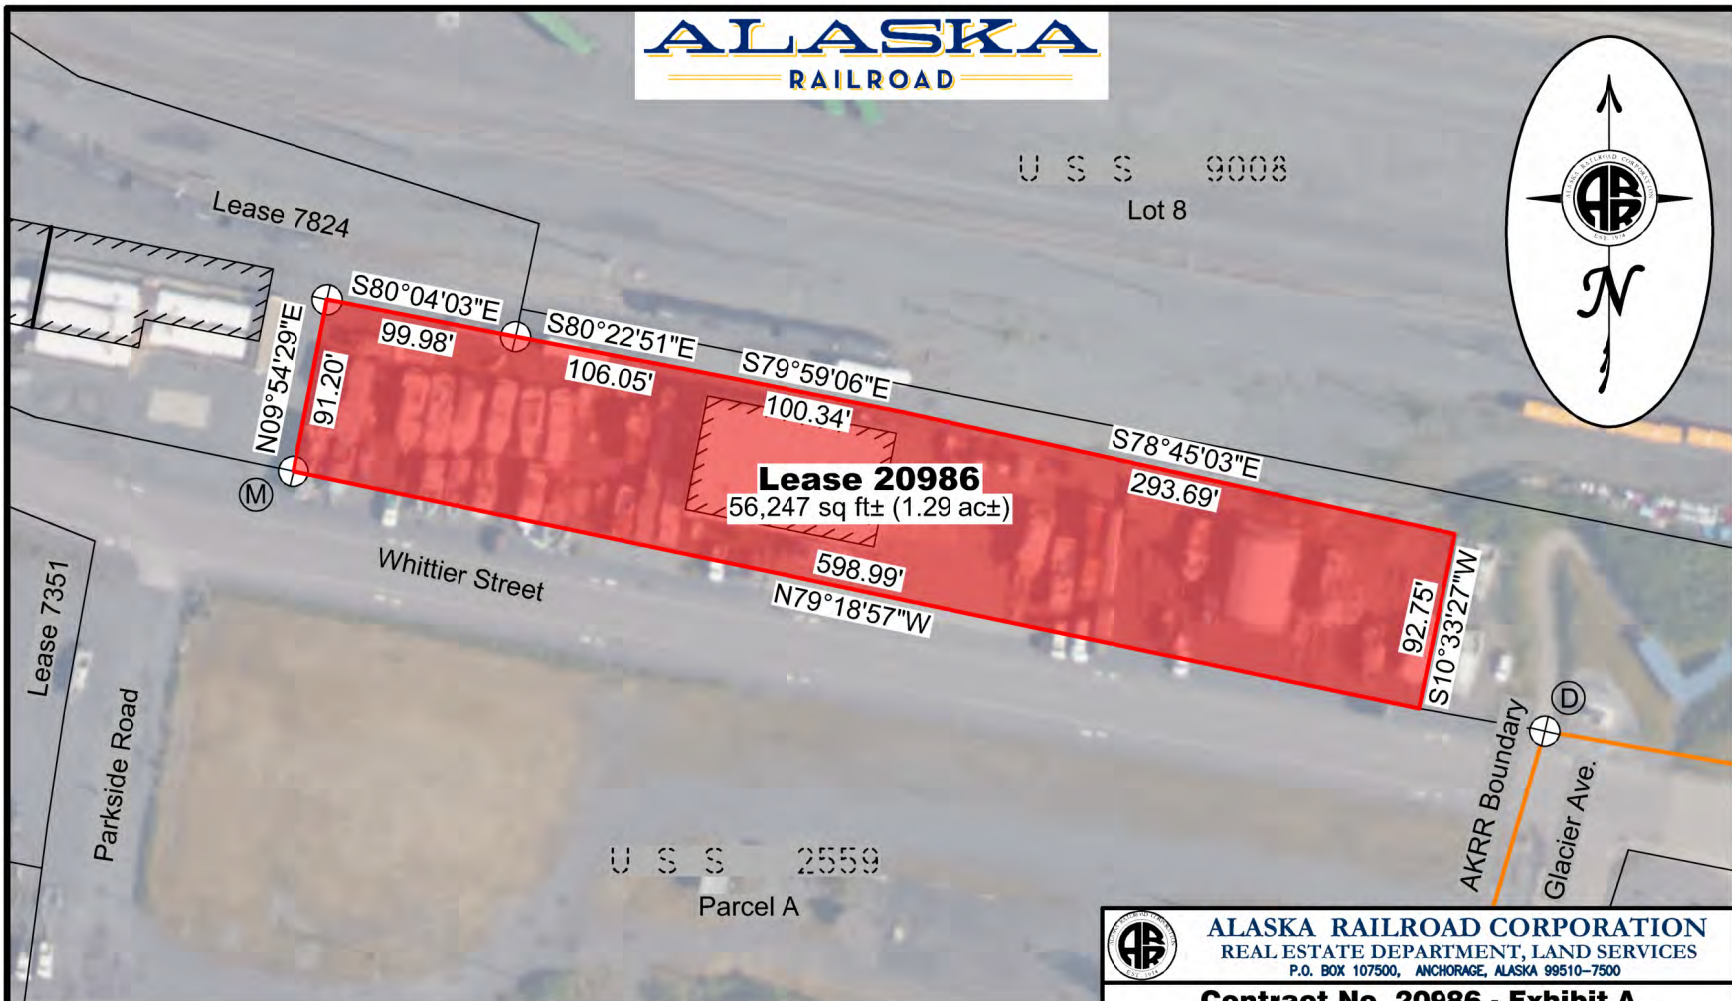 ALASKA
RAILROAD
U S S 9008
Lot 8
Lease 7824
N
S80°04'03"E
99.98'
S80°22'51"E
106.05'
S79°59'06"E
100.34'
S78°45'03"E
293.69'
N09°54'29"E
91.20'
Lease 20986
56,247 sq ft± (1.29 ac±)
M
598.99'
N79°18'57"W
92.75'
S10°33'27"W
Whittier Street
Lease 7351
Parkside Road
D
AKRR Boundary
Glacier Ave.
U S S 2559
Parcel A
ALASKA RAILROAD CORPORATION
REAL ESTATE DEPARTMENT, LAND SERVICES
P.O. BOX 107500, ANCHORAGE, ALASKA 99510-7500
Contract No. 20986 - Exhibit A